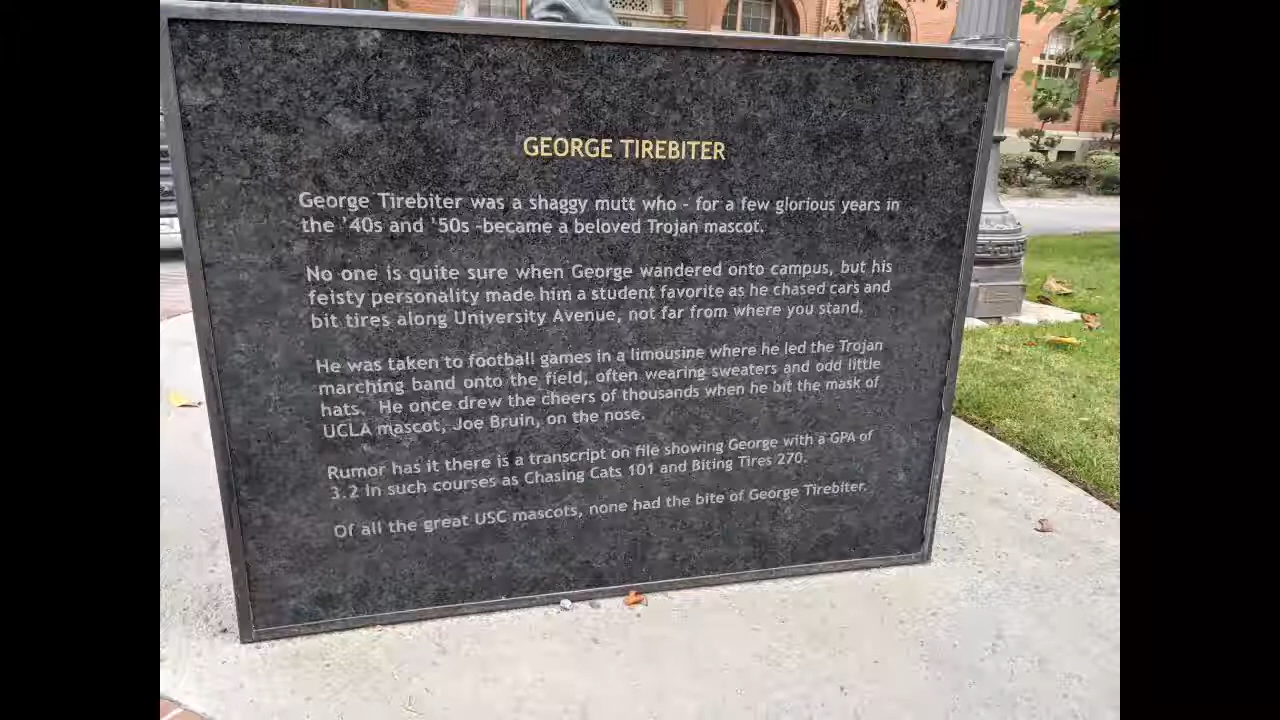 GEORGE TIREBITER
George Tirebiter was a shaggy mutt who - for a few glorious years in
the '40s and '50s -became a beloved Trojan mascot.
No one is quite sure when George wandered onto campus, but his
feisty personality made him a student favorite as he chased cars and
bit tires along University Avenue, not far from where you stand.
He was taken to football games in a limousine where he led the Trojan
marching band onto the field, often wearing sweaters and odd little
hats. He once drew the cheers of thousands when he bit the mask of
UCLA mascot, Joe Bruin, on the nose.
Rumor has it there is a transcript on file showing George with a GPA of
3.2 in such courses as Chasing Cats 101 and Biting Tires 270.
Of all the great USC mascots, none had the bite of George Tirebiter.